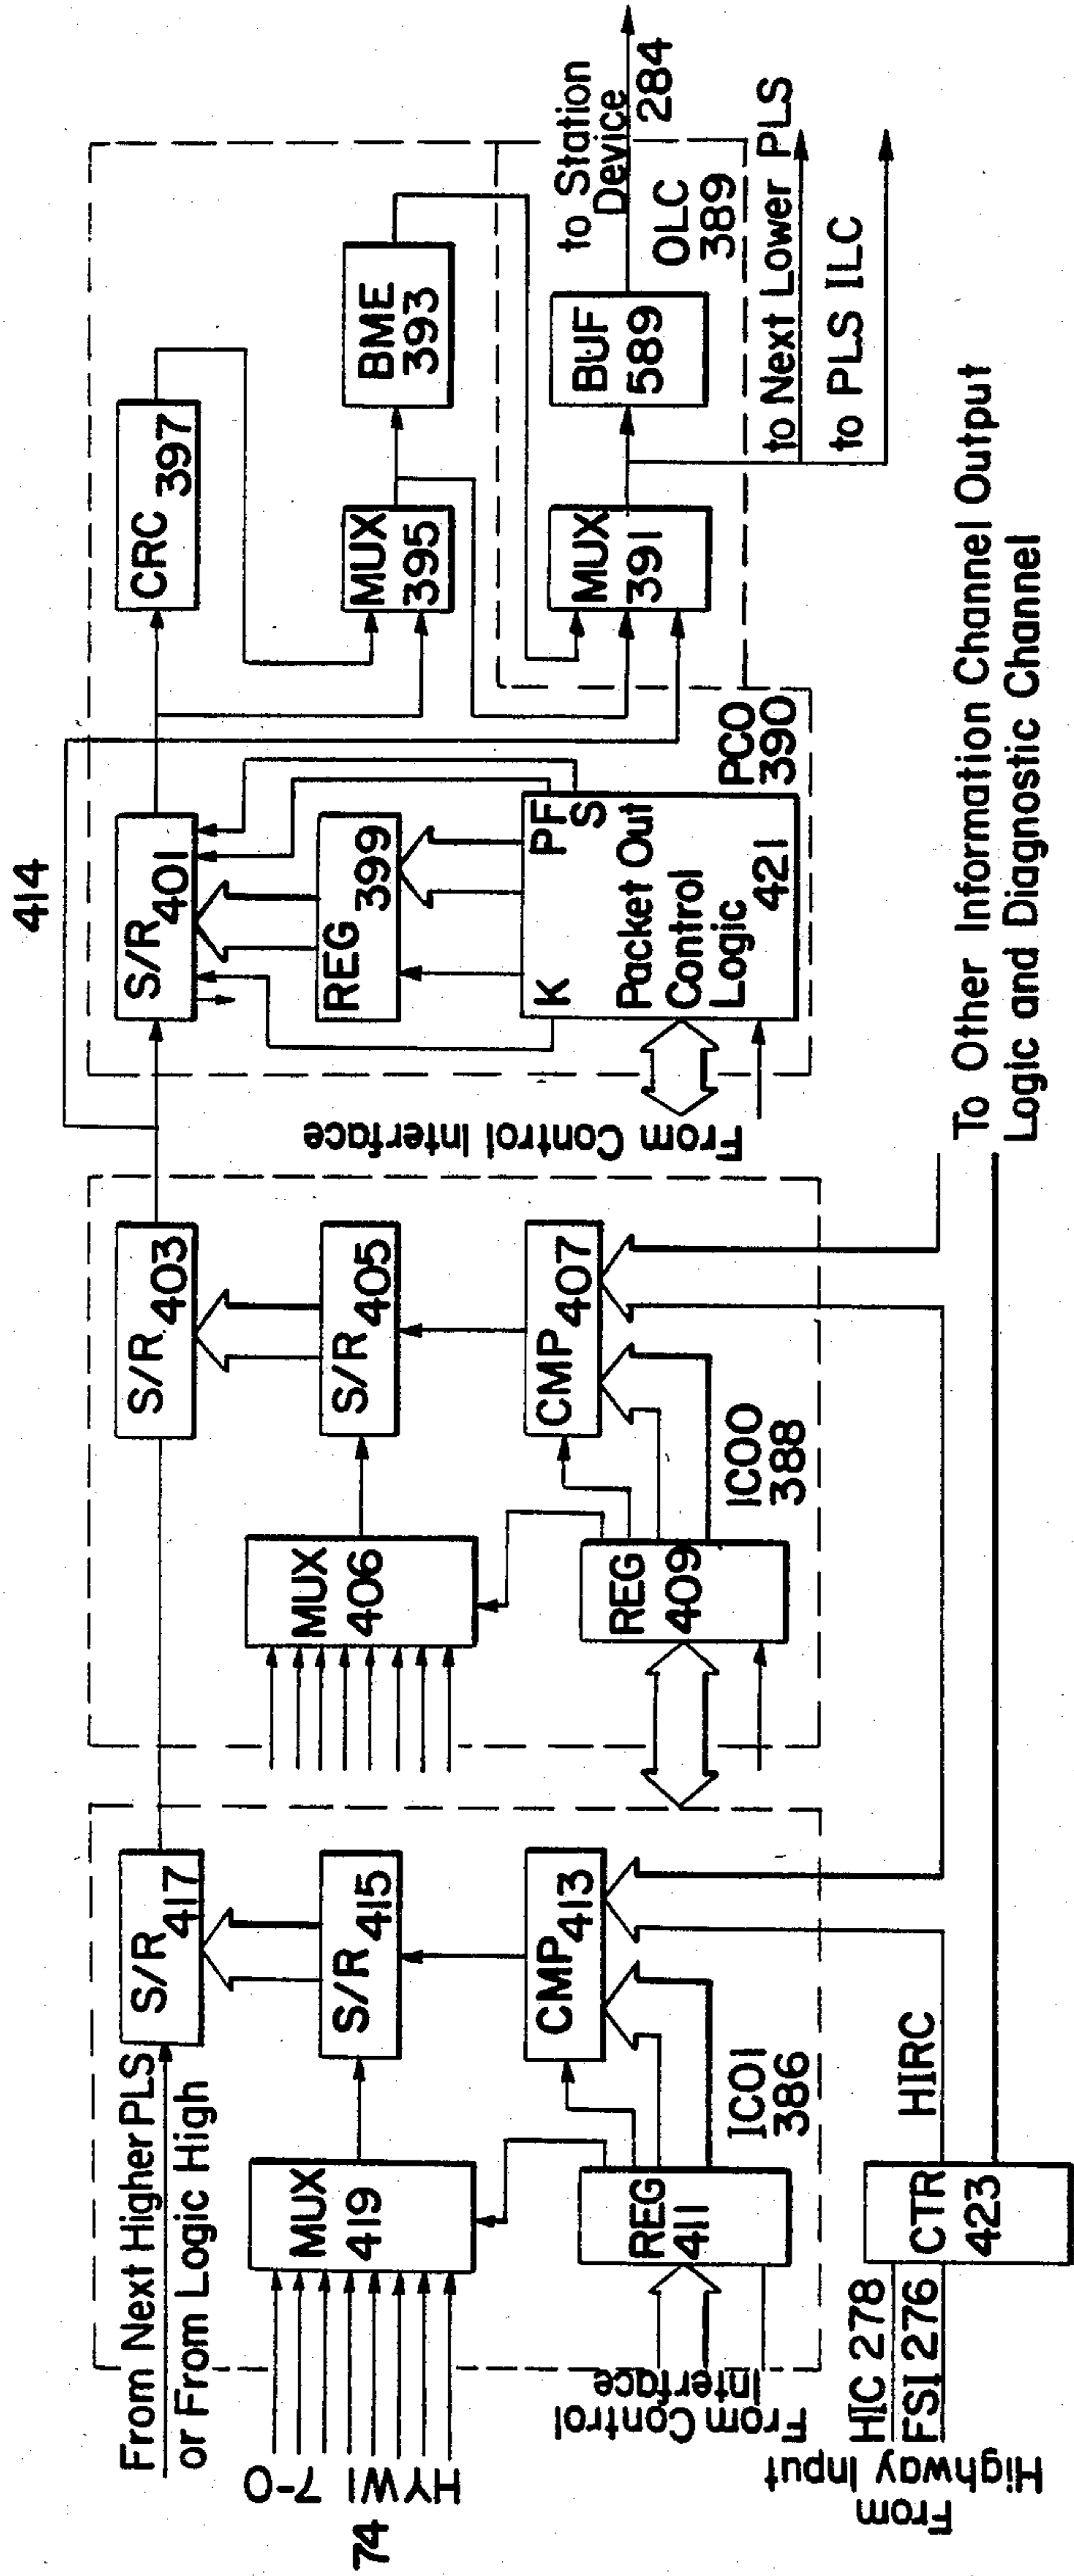 From Next Higher PLS
or From Logic High
HYWI 7-0
74
MUX
419
S/R
417
S/R
415
CMP
413
REG
411
ICO1
386
From Control
Interface
From
Highway Input
HIC 278
FSI 276
CTR
423
HIRC
MUX
406
S/R
403
S/R
405
CMP
407
REG
409
ICO0
388
To Other Information Channel Output
Logic and Diagnostic Channel
414
S/R
401
REG
399
K
PF
S
Packet Out
Control
Logic
421
From Control Interface
PCO
390
CRC
397
MUX
395
BME
393
MUX
391
BUF
589
OLC
389
to Station
Device
284
to Next Lower PLS
to PLS ILC